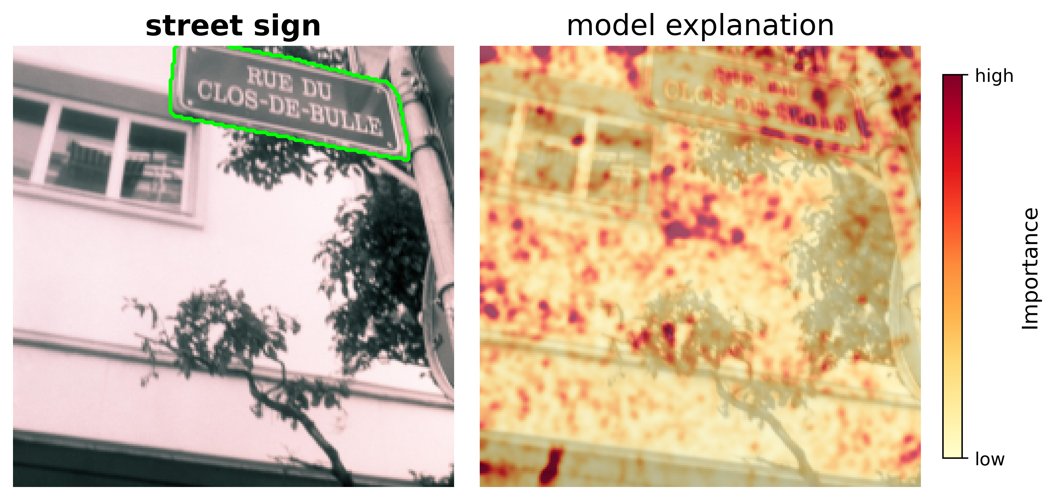 street sign
model explanation
RUE DU
CLOS-DE-BULLE
high
Importance
low